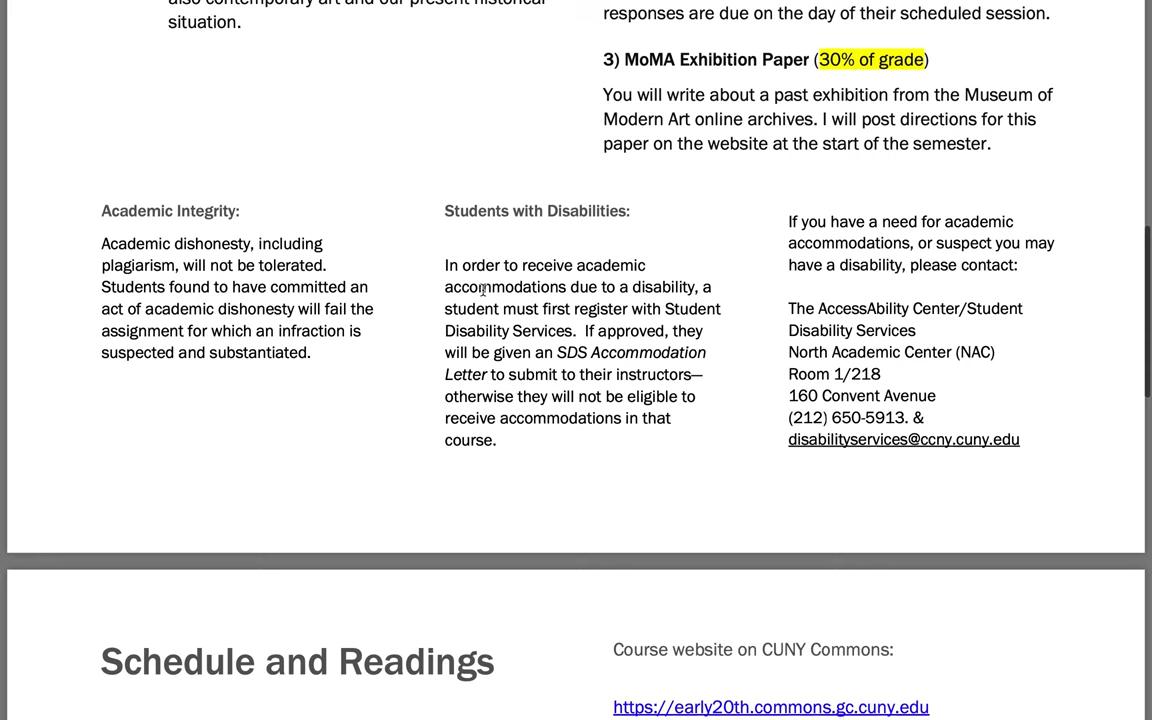 also contemporary art and our present historical
situation.
responses are due on the day of their scheduled session.
3) MoMA Exhibition Paper (30% of grade)
You will write about a past exhibition from the Museum of
Modern Art online archives. I will post directions for this
paper on the website at the start of the semester.
Academic Integrity:
Academic dishonesty, including
plagiarism, will not be tolerated.
Students found to have committed an
act of academic dishonesty will fail the
assignment for which an infraction is
suspected and substantiated.
Students with Disabilities:
In order to receive academic
accommodations due to a disability, a
student must first register with Student
Disability Services.  If approved, they
will be given an SDS Accommodation
Letter to submit to their instructors—
otherwise they will not be eligible to
receive accommodations in that
course.
If you have a need for academic
accommodations, or suspect you may
have a disability, please contact:
The AccessAbility Center/Student
Disability Services
North Academic Center (NAC)
Room 1/218
160 Convent Avenue
(212) 650-5913. &
disabilityservices@ccny.cuny.edu
Schedule and Readings
Course website on CUNY Commons:
https://early20th.commons.gc.cuny.edu